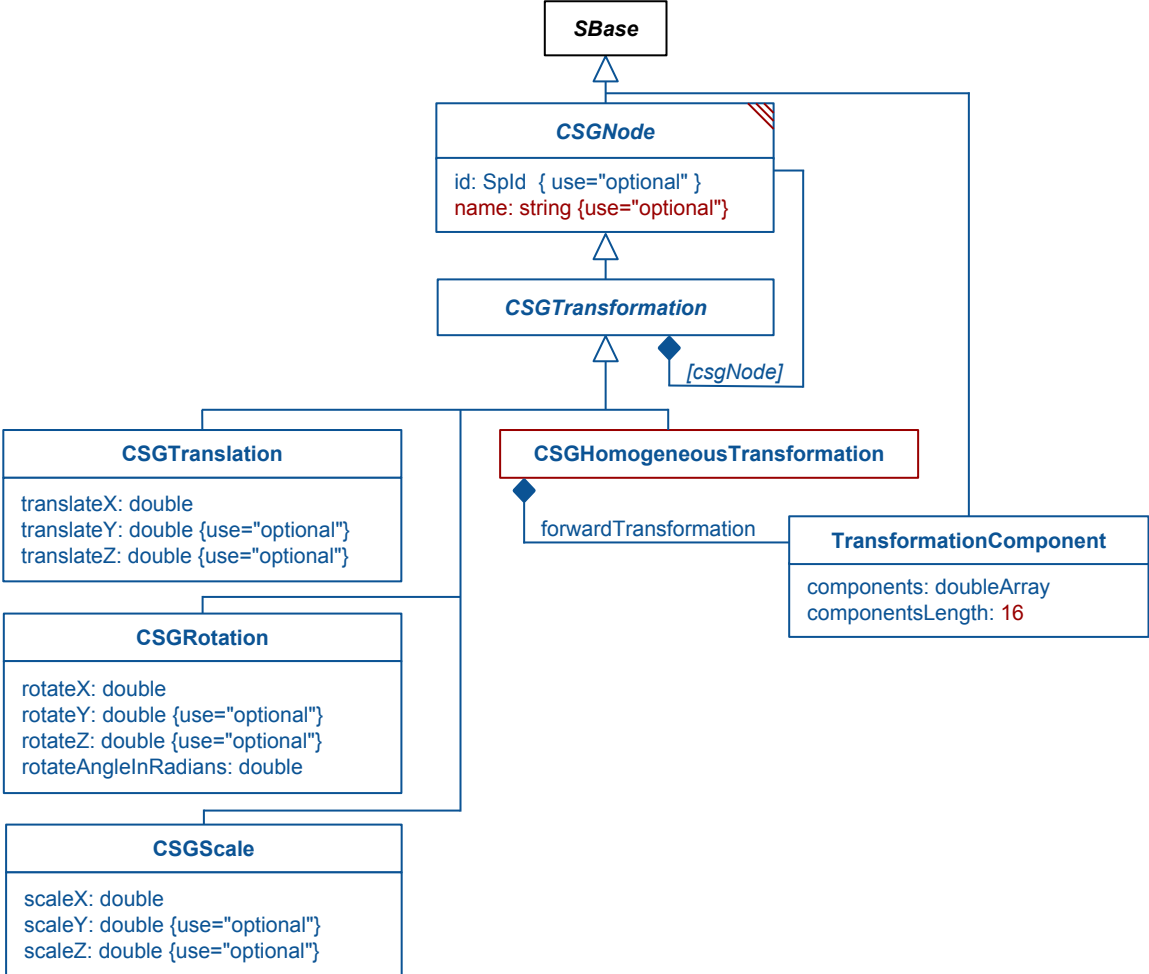 SBase
CSGNode
id: SpId  { use="optional" }
name: string {use="optional"}
CSGTransformation
[csgNode]
CSGTranslation
translateX: double
translateY: double {use="optional"}
translateZ: double {use="optional"}
CSGHomogeneousTransformation
forwardTransformation
TransformationComponent
components: doubleArray
componentsLength: 16
CSGRotation
rotateX: double
rotateY: double {use="optional"}
rotateZ: double {use="optional"}
rotateAngleInRadians: double
CSGScale
scaleX: double
scaleY: double {use="optional"}
scaleZ: double {use="optional"}